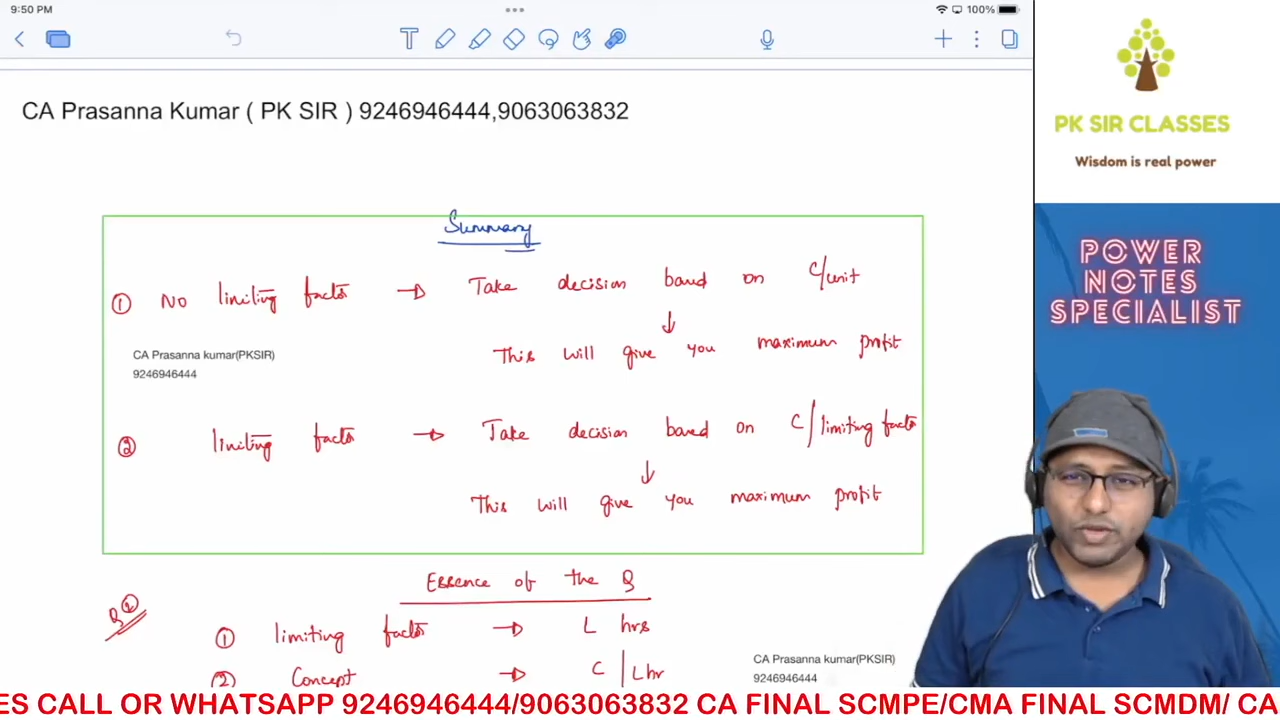 9:50 PM
100%
CA Prasanna Kumar ( PK SIR ) 9246946444,9063063832
PK SIR CLASSES
Wisdom is real power
POWER
NOTES
SPECIALIST
Summary
① No limiting factor → Take decision based on C/unit
↓
This will give you maximum profit
CA Prasanna kumar(PKSIR)
9246946444
② limiting factor → Take decision based on C/limiting factor
↓
This will give you maximum profit
Essence of the Q
Q②
① limiting factor → L hrs
② Concept → C/Lhr
CA Prasanna kumar(PKSIR)
9246946444
ES CALL OR WHATSAPP 9246946444/9063063832 CA FINAL SCMPE/CMA FINAL SCMDM/ CA